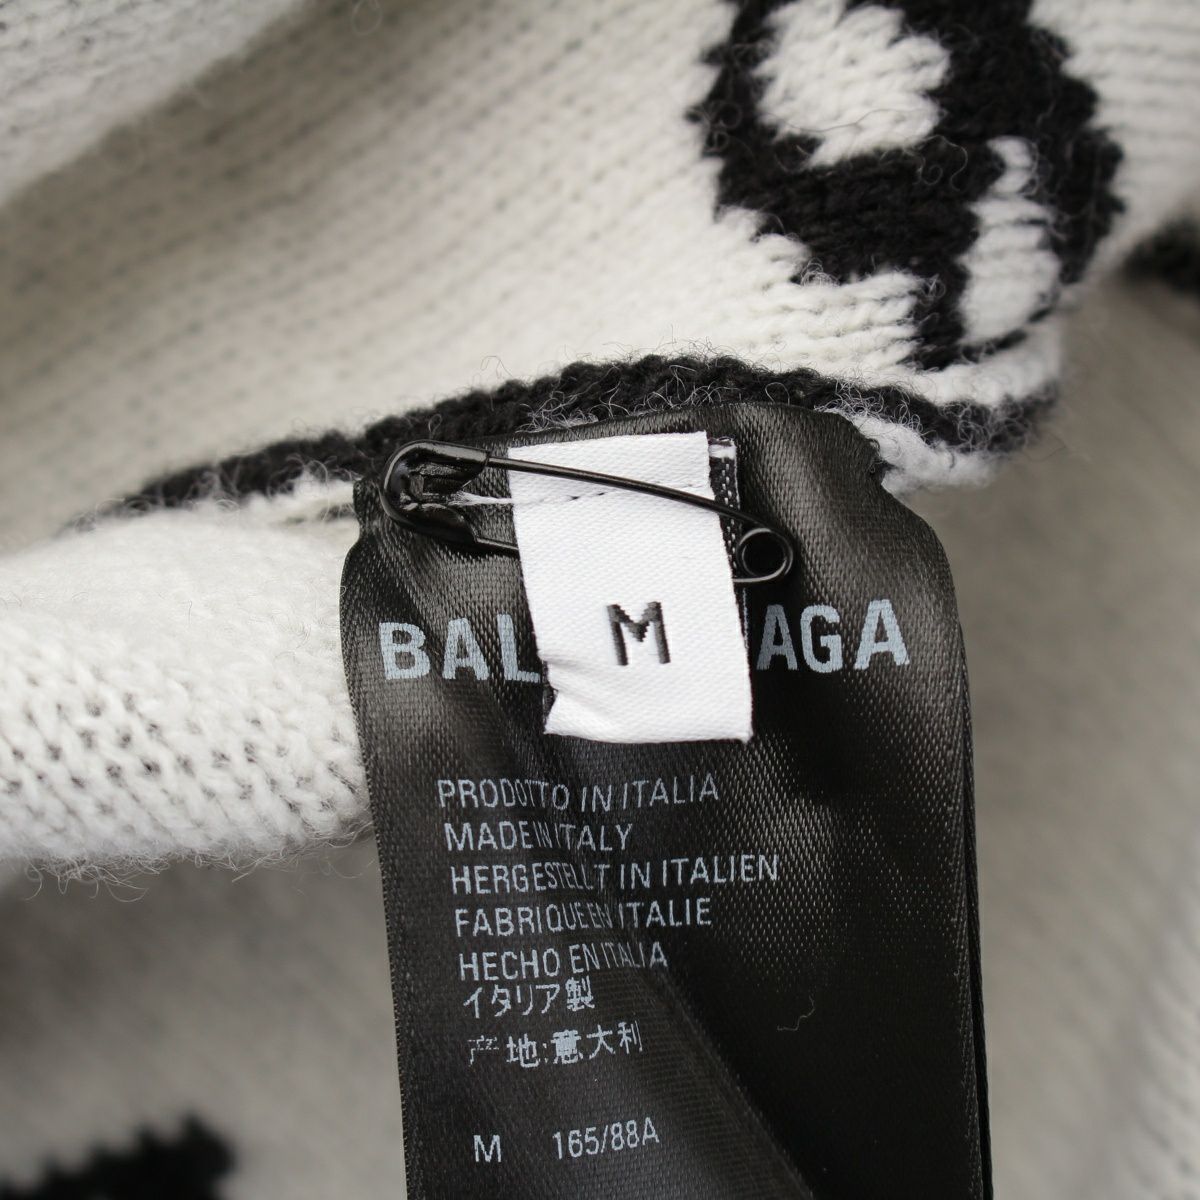 M
BAL AGA
PRODOTTO IN ITALIA
MADE IN ITALY
HERGESTELLT IN ITALIEN
FABRIQUE EN ITALIE
HECHO EN ITALIA
イタリア製
产地:意大利
M 165/88A